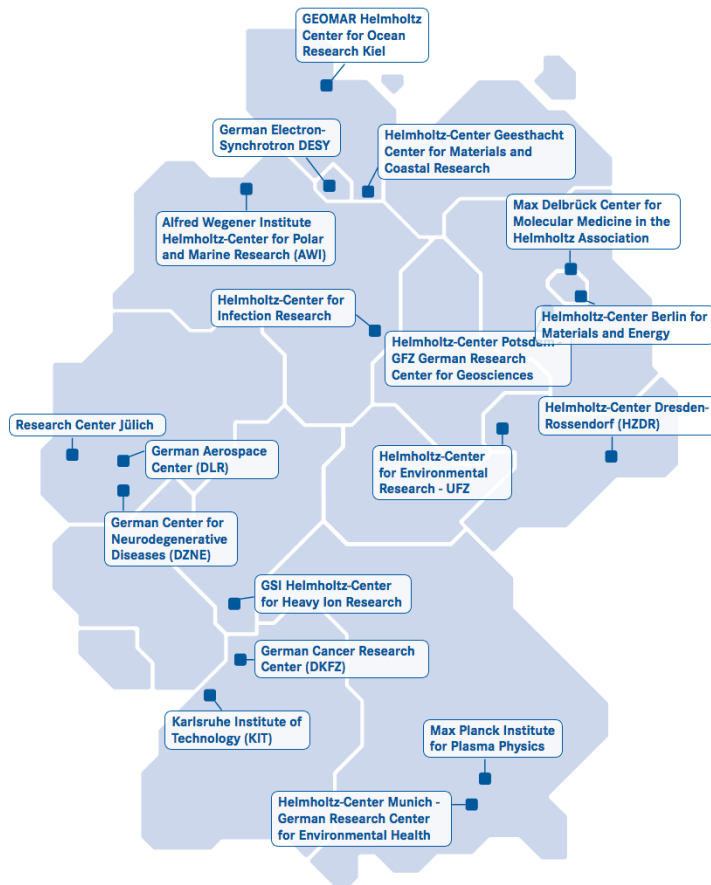 GEOMAR Helmholtz
Center for Ocean
Research Kiel
German Electron-
Synchrotron DESY
Helmholtz-Center Geesthacht
Center for Materials and
Coastal Research
Max Delbrück Center for
Molecular Medicine in the
Helmholtz Association
Alfred Wegener Institute
Helmholtz-Center for Polar
and Marine Research (AWI)
Helmholtz-Center for
Infection Research
Helmholtz-Center Berlin for
Materials and Energy
Helmholtz-Center Potsdam -
GFZ German Research
Center for Geosciences
Helmholtz-Center Dresden-
Rossendorf (HZDR)
Research Center Jülich
German Aerospace
Center (DLR)
Helmholtz-Center
for Environmental
Research - UFZ
German Center for
Neurodegenerative
Diseases (DZNE)
GSI Helmholtz-Center
for Heavy Ion Research
German Cancer Research
Center (DKFZ)
Karlsruhe Institute of
Technology (KIT)
Max Planck Institute
for Plasma Physics
Helmholtz-Center Munich -
German Research Center
for Environmental Health